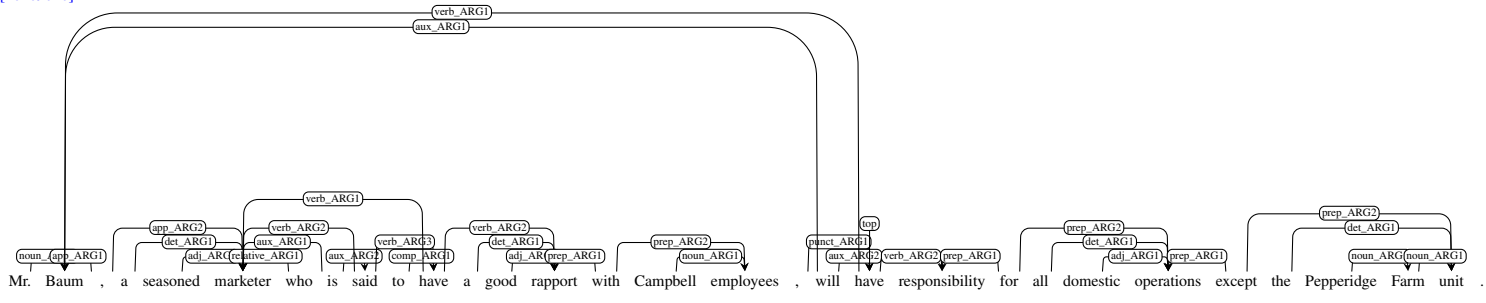 verb_ARG1
aux_ARG1
verb_ARG1
top
prep_ARG2
app_ARG2 verb_ARG2 verb_ARG2 prep_ARG2 det_ARG1
det_ARG1 aux_ARG1 verb_ARG3 det_ARG1 prep_ARG2 punct_ARG1 det_ARG1
app_ARG1 relative_ARG1 aux_ARG2 comp_ARG1 prep_ARG1 noun_ARG1 aux_ARG2 verb_ARG2 prep_ARG1 adj_ARG1 prep_ARG1 noun_ARG1
Mr. Baum , a seasoned marketer who is said to have a good rapport with Campbell employees , will have responsibility for all domestic operations except the Pepperidge Farm unit .